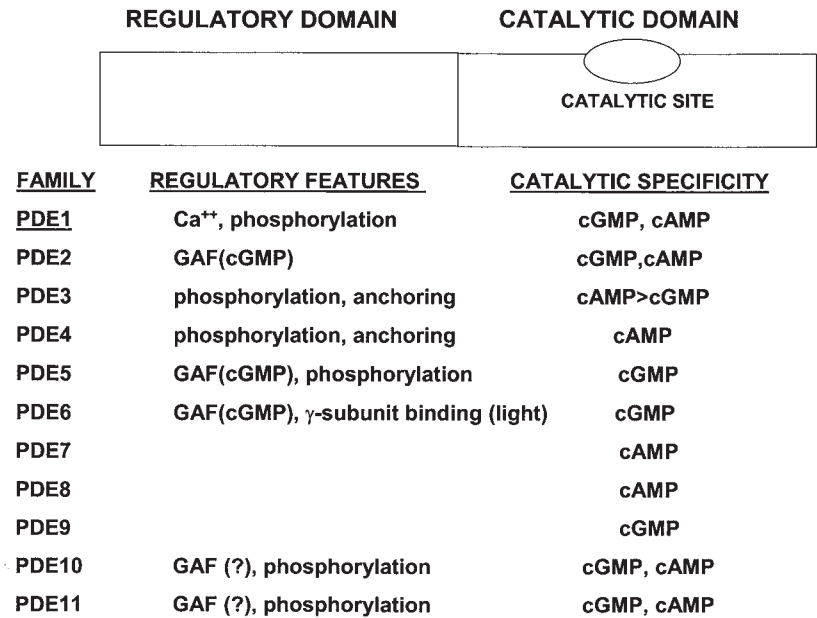 REGULATORY DOMAIN CATALYTIC DOMAIN
CATALYTIC SITE
FAMILY REGULATORY FEATURES CATALYTIC SPECIFICITY
PDE1 Ca++, phosphorylation cGMP, cAMP
PDE2 GAF(cGMP) cGMP,cAMP
PDE3 phosphorylation, anchoring cAMP>cGMP
PDE4 phosphorylation, anchoring cAMP
PDE5 GAF(cGMP), phosphorylation cGMP
PDE6 GAF(cGMP), γ-subunit binding (light) cGMP
PDE7 cAMP
PDE8 cAMP
PDE9 cGMP
PDE10 GAF (?), phosphorylation cGMP, cAMP
PDE11 GAF (?), phosphorylation cGMP, cAMP